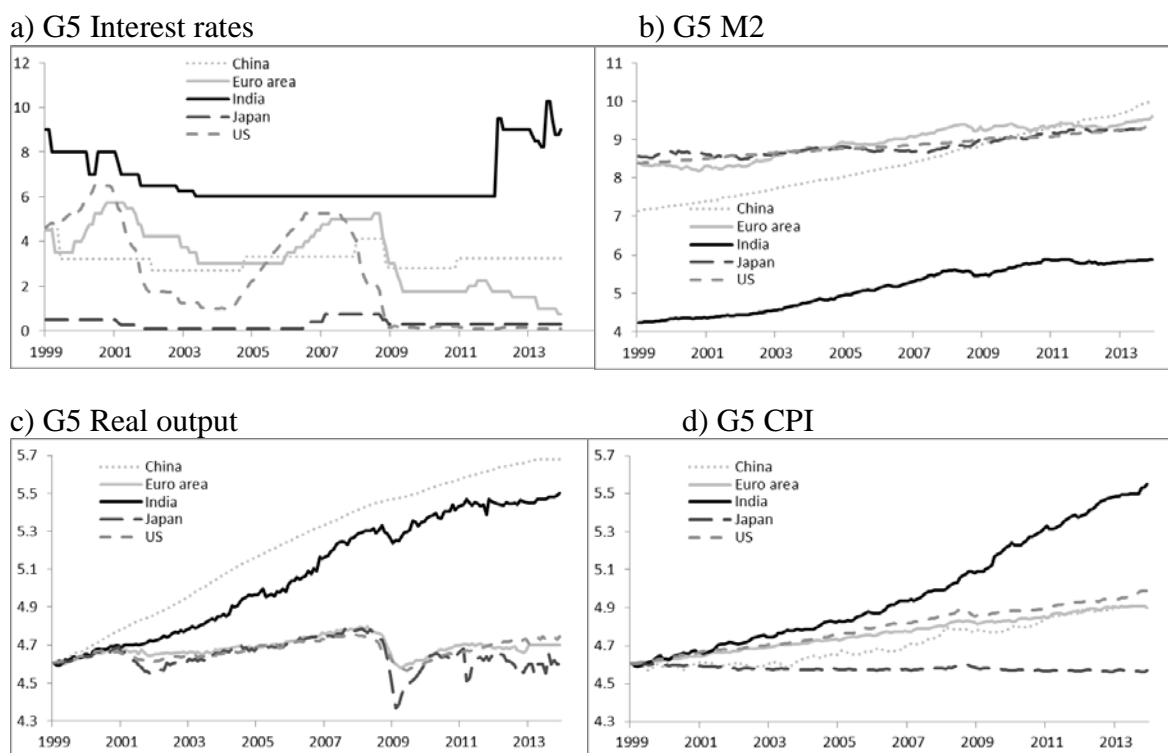 a) G5 Interest rates
12
10
8
6
4
2
0
1999 2001 2003 2005 2007 2009 2011 2013
China
Euro area
India
Japan
US
b) G5 M2
11
10
9
8
7
6
5
4
1999 2001 2003 2005 2007 2009 2011 2013
China
Euro area
India
Japan
US
c) G5 Real output
5.7
5.5
5.3
5.1
4.9
4.7
4.5
4.3
1999 2001 2003 2005 2007 2009 2011 2013
China
Euro area
India
Japan
US
d) G5 CPI
5.7
5.5
5.3
5.1
4.9
4.7
4.5
4.3
1999 2001 2003 2005 2007 2009 2011 2013
China
Euro area
India
Japan
US